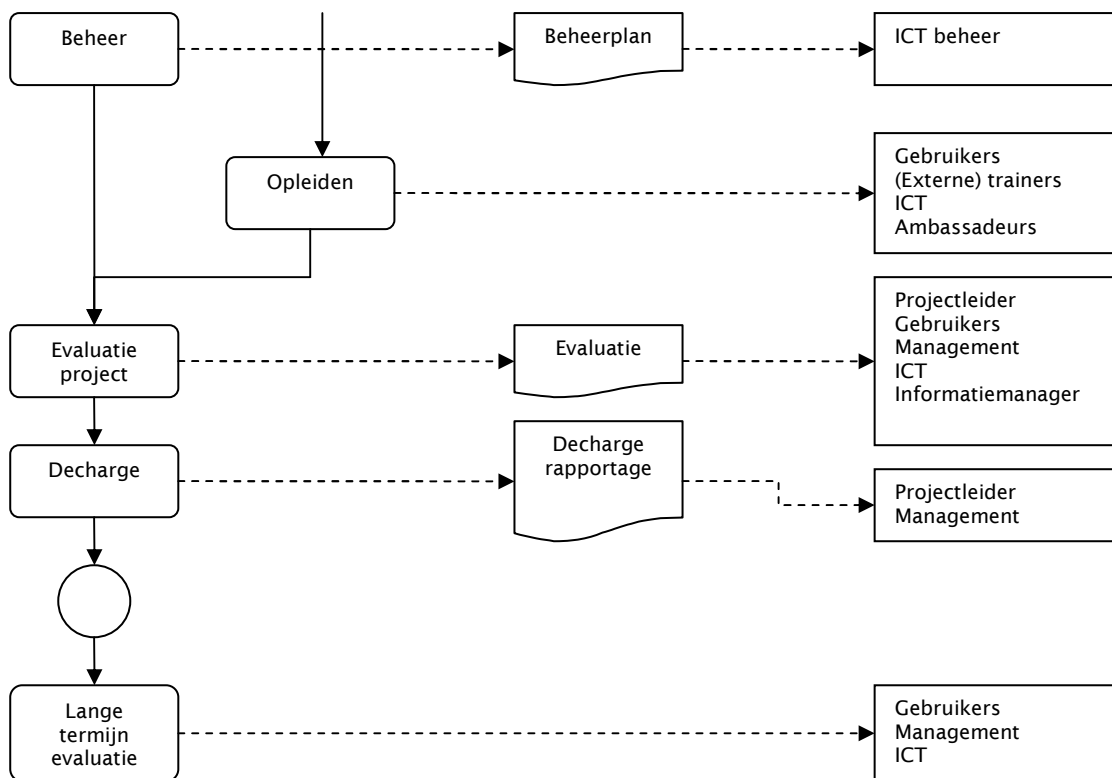 Beheer
Beheerplan
ICT beheer
Opleiden
Gebruikers
(Externe) trainers
ICT
Ambassadeurs
Evaluatie
project
Evaluatie
Projectleider
Gebruikers
Management
ICT
Informatiemanager
Decharge
Decharge
rapportage
Projectleider
Management
Lange
termijn
evaluatie
Gebruikers
Management
ICT